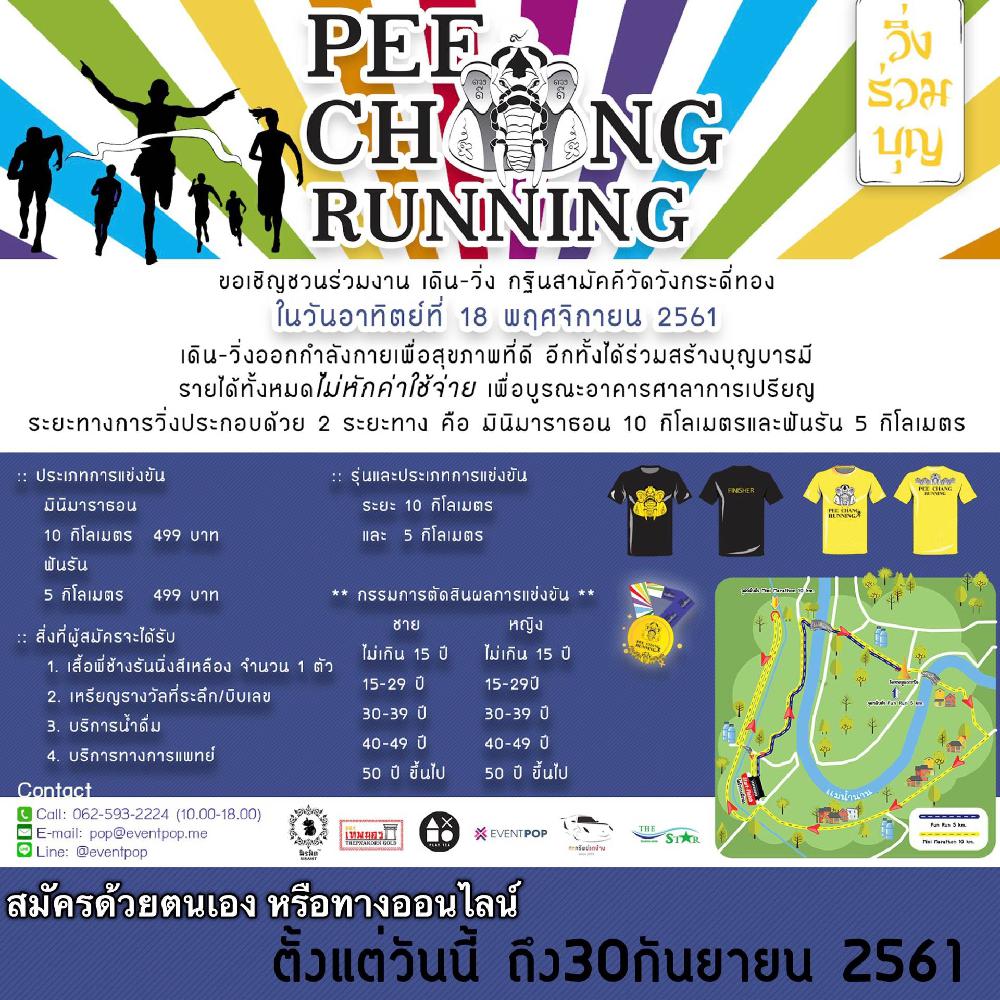 PEE
CHANG
RUNNING
วิ่ง
ร่วม
บุญ
ขอเชิญชวนร่วมงาน เดิน-วิ่ง กฐินสามัคคีวัดวังกระดี่ทอง
ในวันอาทิตย์ที่ 18 พฤศจิกายน 2561
เดิน-วิ่งออกกำลังกายเพื่อสุขภาพที่ดี อีกทั้งได้ร่วมสร้างบุญบารมี
รายได้ทั้งหมดไม่หักค่าใช้จ่าย เพื่อบูรณะอาคารศาลาการเปรียญ
ระยะทางการวิ่งประกอบด้วย 2 ระยะทาง คือ มินิมาราธอน 10 กิโลเมตรและฟันรัน 5 กิโลเมตร
:: ประเภทการแข่งขัน
มินิมาราธอน
10 กิโลเมตร 499 บาท
ฟันรัน
5 กิโลเมตร 499 บาท
:: สิ่งที่ผู้สมัครจะได้รับ
1. เสื้อพี่ช้างรันนิ่งสีเหลือง จำนวน 1 ตัว
2. เหรียญรางวัลที่ระลึก/บิบเลข
3. บริการน้ำดื่ม
4. บริการทางการแพทย์
:: รุ่นและประเภทการแข่งขัน
ระยะ 10 กิโลเมตร
และ 5 กิโลเมตร
** กรรมการตัดสินผลการแข่งขัน **
ชาย หญิง
ไม่เกิน 15 ปี ไม่เกิน 15 ปี
15-29 ปี 15-29ปี
30-39 ปี 30-39 ปี
40-49 ปี 40-49 ปี
50 ปี ขึ้นไป 50 ปี ขึ้นไป
FINISHER
PEE CHANG
RUNNING
PEE CHANG
RUNNING
แม่น้ำน่าน
Fun Run 5 km.
Mini Marathon 10 km.
Contact
Call: 062-593-2224 (10.00-18.00)
E-mail: pop@eventpop.me
Line: @eventpop
THEPNAKORN GOLD
PLAY TEA
EVENTPOP
THE STAR
สมัครด้วยตนเอง หรือทางออนไลน์
ตั้งแต่วันนี้ ถึง30กันยายน 2561